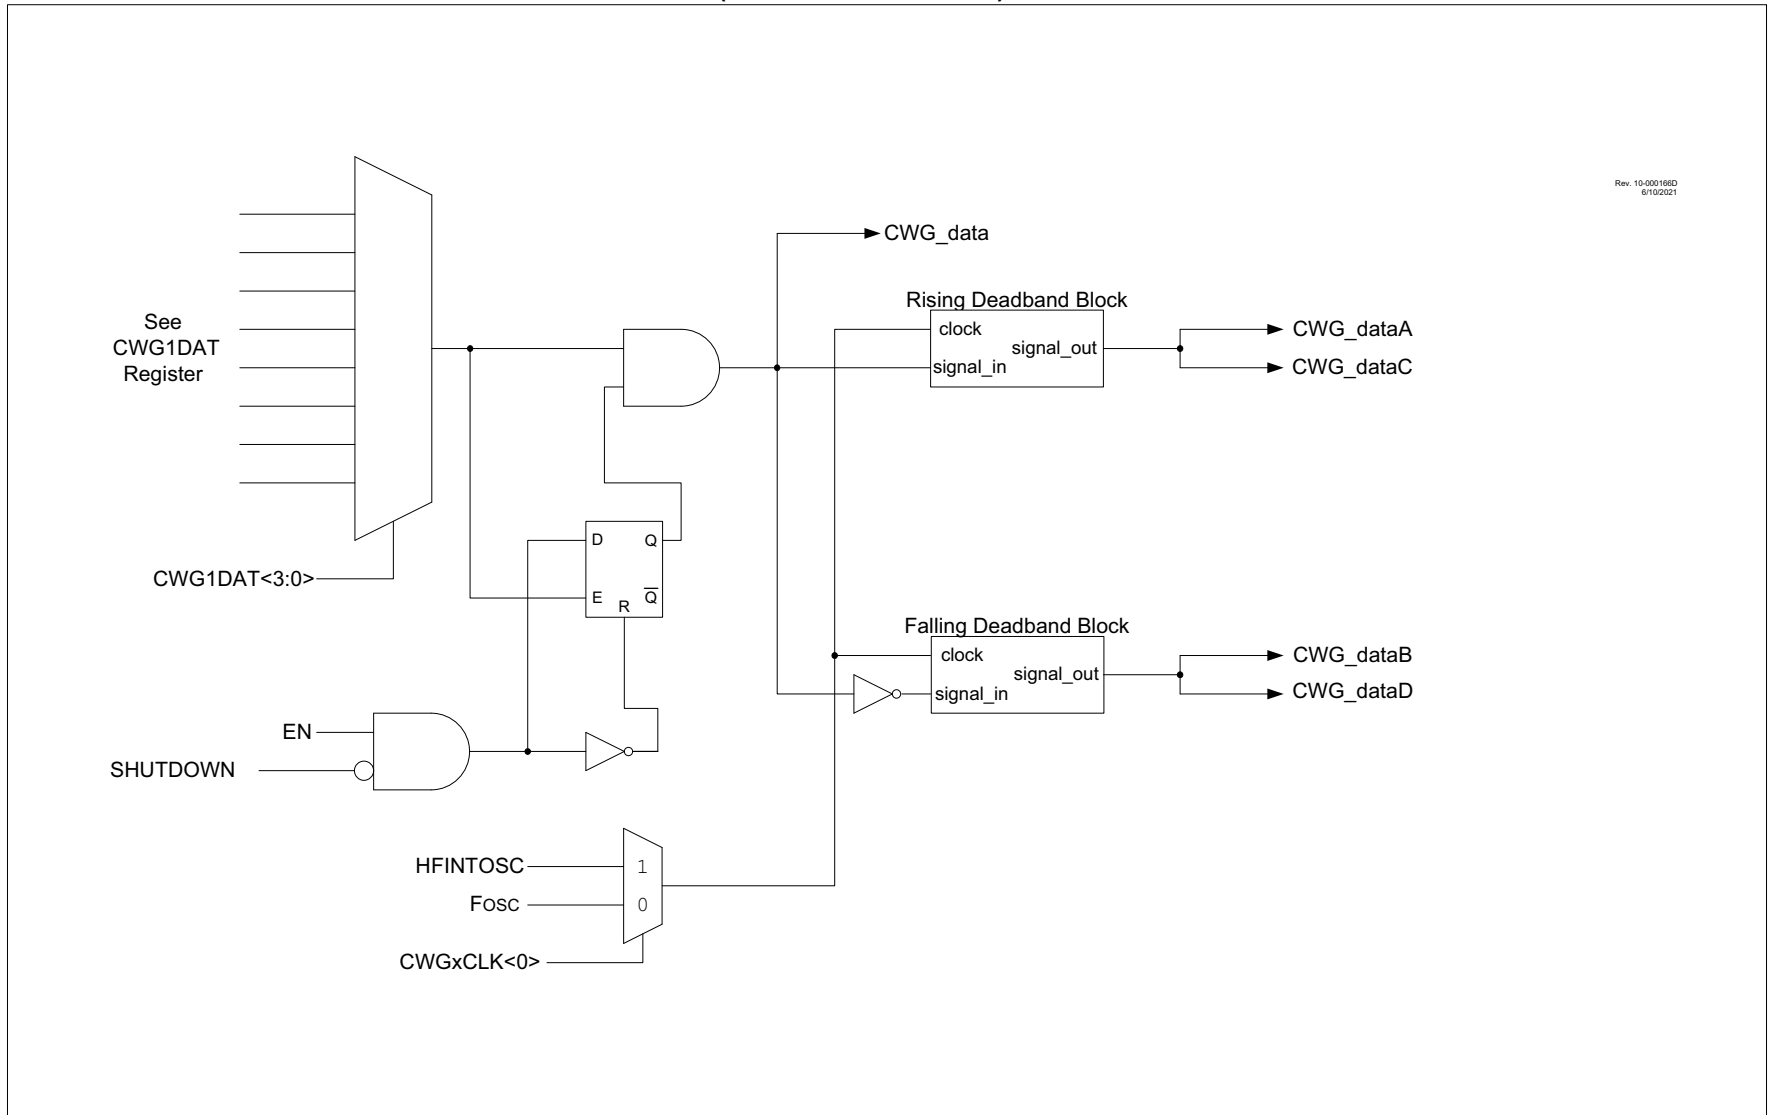 Rev. 10-000166D
6/10/2021
CWG_data
Rising Deadband Block
clock
signal_in
signal_out
CWG_dataA
CWG_dataC
See
CWG1DAT
Register
D
Q
E
R
Q
CWG1DAT<3:0>
Falling Deadband Block
clock
signal_in
signal_out
CWG_dataB
CWG_dataD
EN
SHUTDOWN
HFINTOSC
1
FOSC
0
CWGxCLK<0>